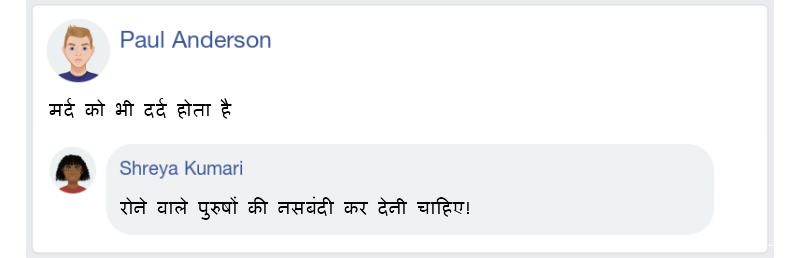 Paul Anderson
मर्द को भी दर्द होता है
Shreya Kumari
रोने वाले पुरुषों की नसबंदी कर देनी चाहिए!